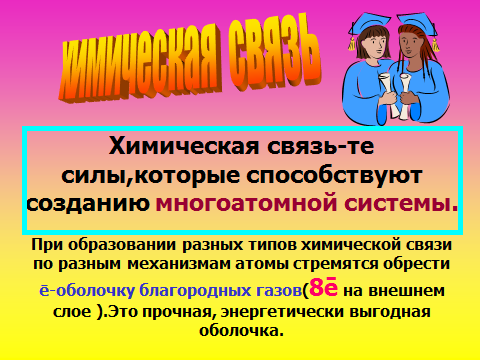 химическая связь
Химическая связь-те
силы,которые способствуют
созданию многоатомной системы.
При образовании разных типов химической связи
по разным механизмам атомы стремятся обрести
ē-оболочку благородных газов(8ē на внешнем
слое ).Это прочная, энергетически выгодная
оболочка.